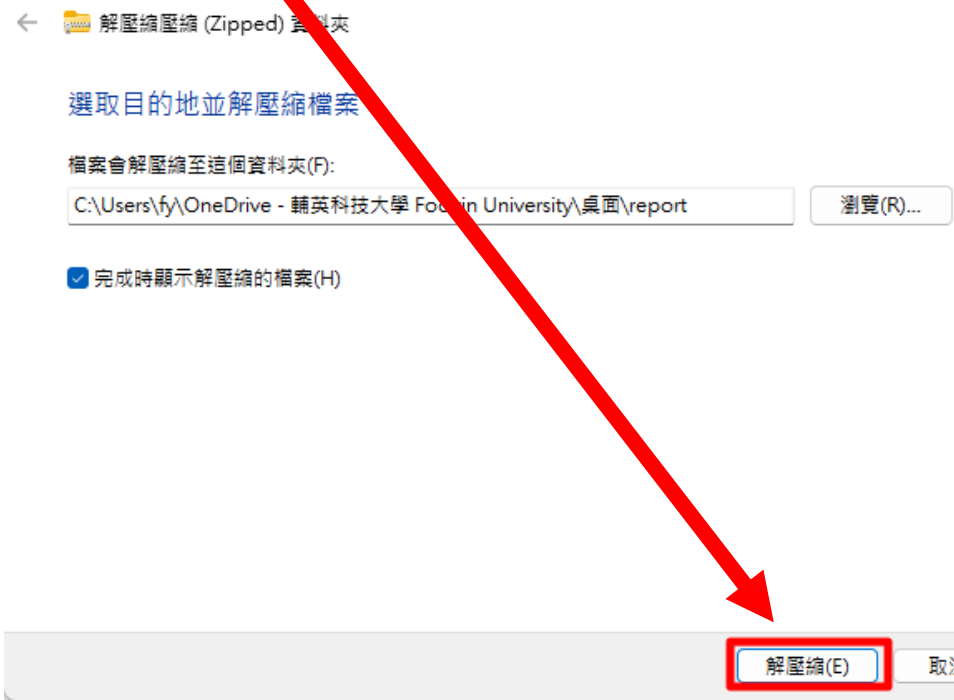 解壓縮壓縮 (Zipped) 資料夾
選取目的地並解壓縮檔案
檔案會解壓縮至這個資料夾(F):
C:\Users\fy\OneDrive - 輔英科技大學 Fooyin University\桌面\report
瀏覽(R)...
完成時顯示解壓縮的檔案(H)
解壓縮(E)